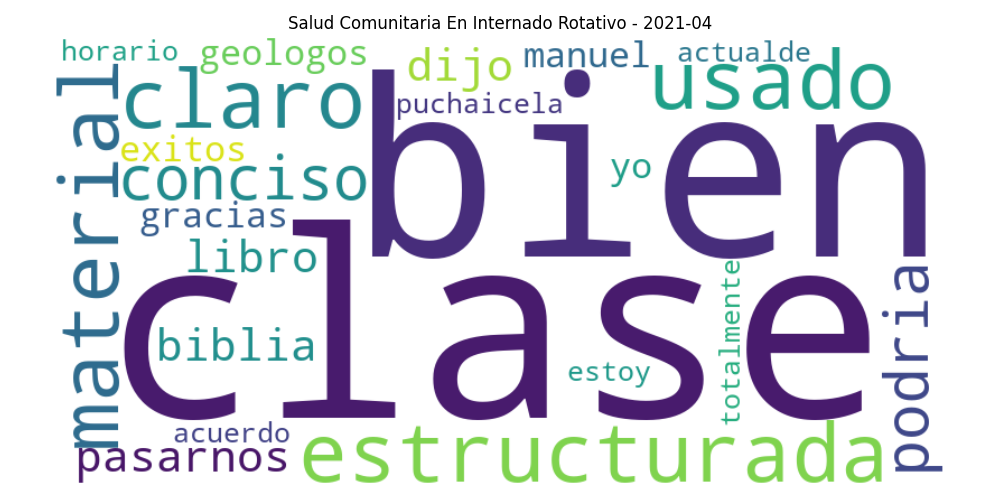 Salud Comunitaria En Internado Rotativo - 2021-04
horario
geologos
dijo
manuel
actualde
material
claro
puchaicela
bien
usado
exitos
conciso
yo
gracias
libro
clase
totalmente
podria
biblia
estoy
acuerdo
pasarnos
estructurada